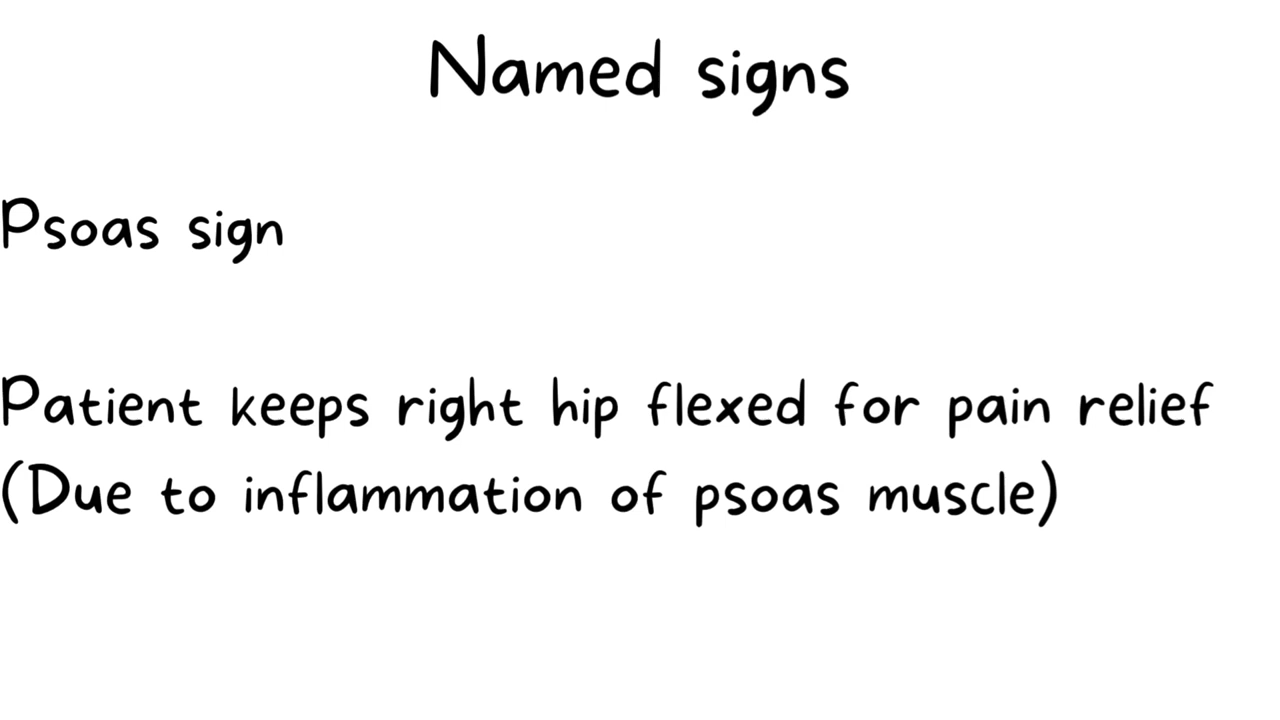 Named signs
Psoas sign
Patient keeps right hip flexed for pain relief
(Due to inflammation of psoas muscle)